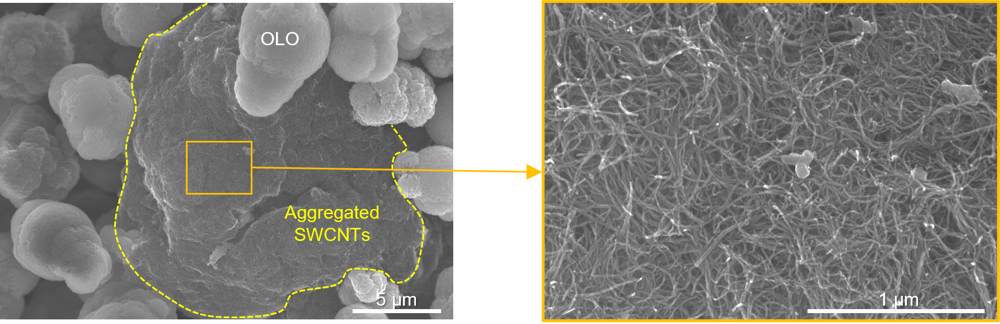 OLO
Aggregated
SWCNTs
5 μm
1 μm